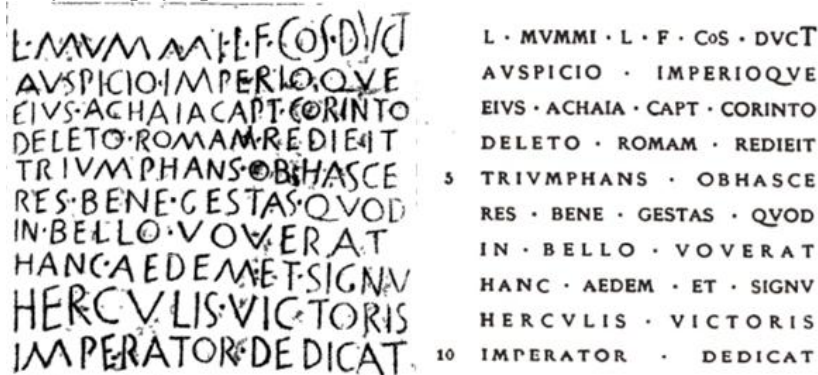 L·MVMMI·L·F·COS·DVCT
AVSPICIO·IMPERIOQVE
EIVS·ACHAIA·CAPT·CORINTO
DELETO·ROMAM·REDIEIT
TRIVMPHANS·OB·HASCE
RES·BENE·GESTAS·QVOD
IN·BELLO·VOVERAT
HANC·AEDEM·ET·SIGNV
HERCVLIS·VICTORIS
IMPERATOR·DEDICAT
L · MVMMI · L · F · CoS · DVCT
AVSPICIO · IMPERIOQVE
EIVS · ACHAIA · CAPT · CORINTO
DELETO · ROMAM · REDIEIT
5 TRIVMPHANS · OBHASCE
RES · BENE · GESTAS · QVOD
IN · BELLO · VOVERAT
HANC · AEDEM · ET · SIGNV
HERCVLIS · VICTORIS
10 IMPERATOR · DEDICAT